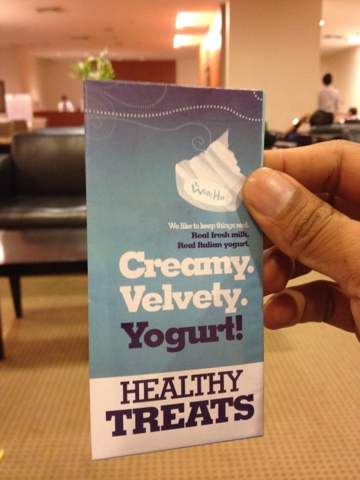 We like to keep things real.
Real fresh milk.
Real Italian yogurt.
Creamy.
Velvety.
Yogurt!
HEALTHY
TREATS